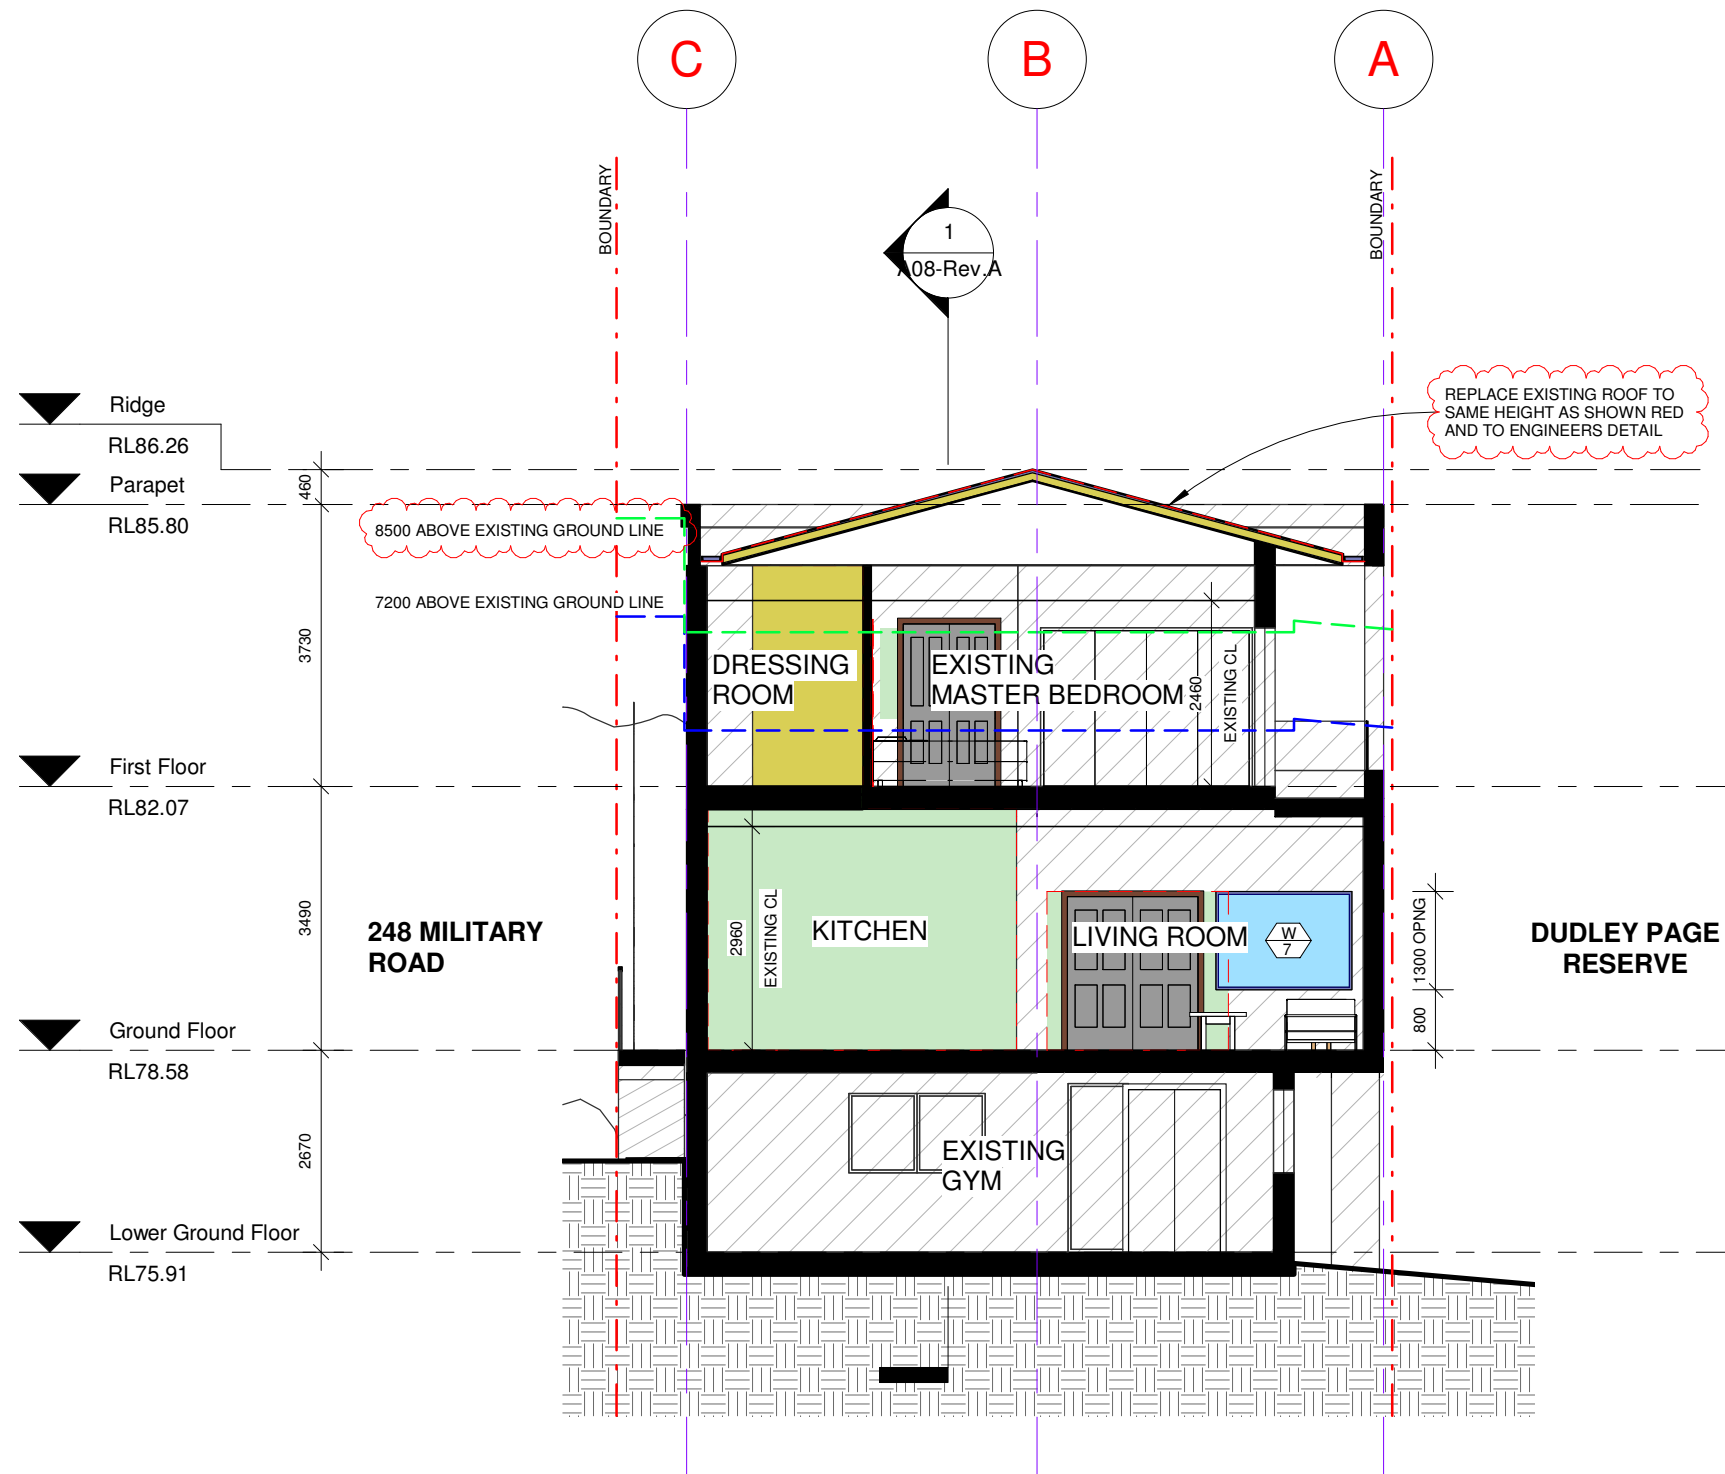 C
B
A
BOUNDARY
BOUNDARY
1
A08-Rev.A
Ridge
RL86.26
Parapet
RL85.80
460
REPLACE EXISTING ROOF TO
SAME HEIGHT AS SHOWN RED
AND TO ENGINEERS DETAIL
8500 ABOVE EXISTING GROUND LINE
7200 ABOVE EXISTING GROUND LINE
3730
DRESSING
ROOM
EXISTING
MASTER BEDROOM
2460
EXISTING CL
First Floor
RL82.07
3490
248 MILITARY
ROAD
2960
EXISTING CL
KITCHEN
LIVING ROOM
W
7
1300 OPNG
800
DUDLEY PAGE
RESERVE
Ground Floor
RL78.58
2670
EXISTING
GYM
Lower Ground Floor
RL75.91